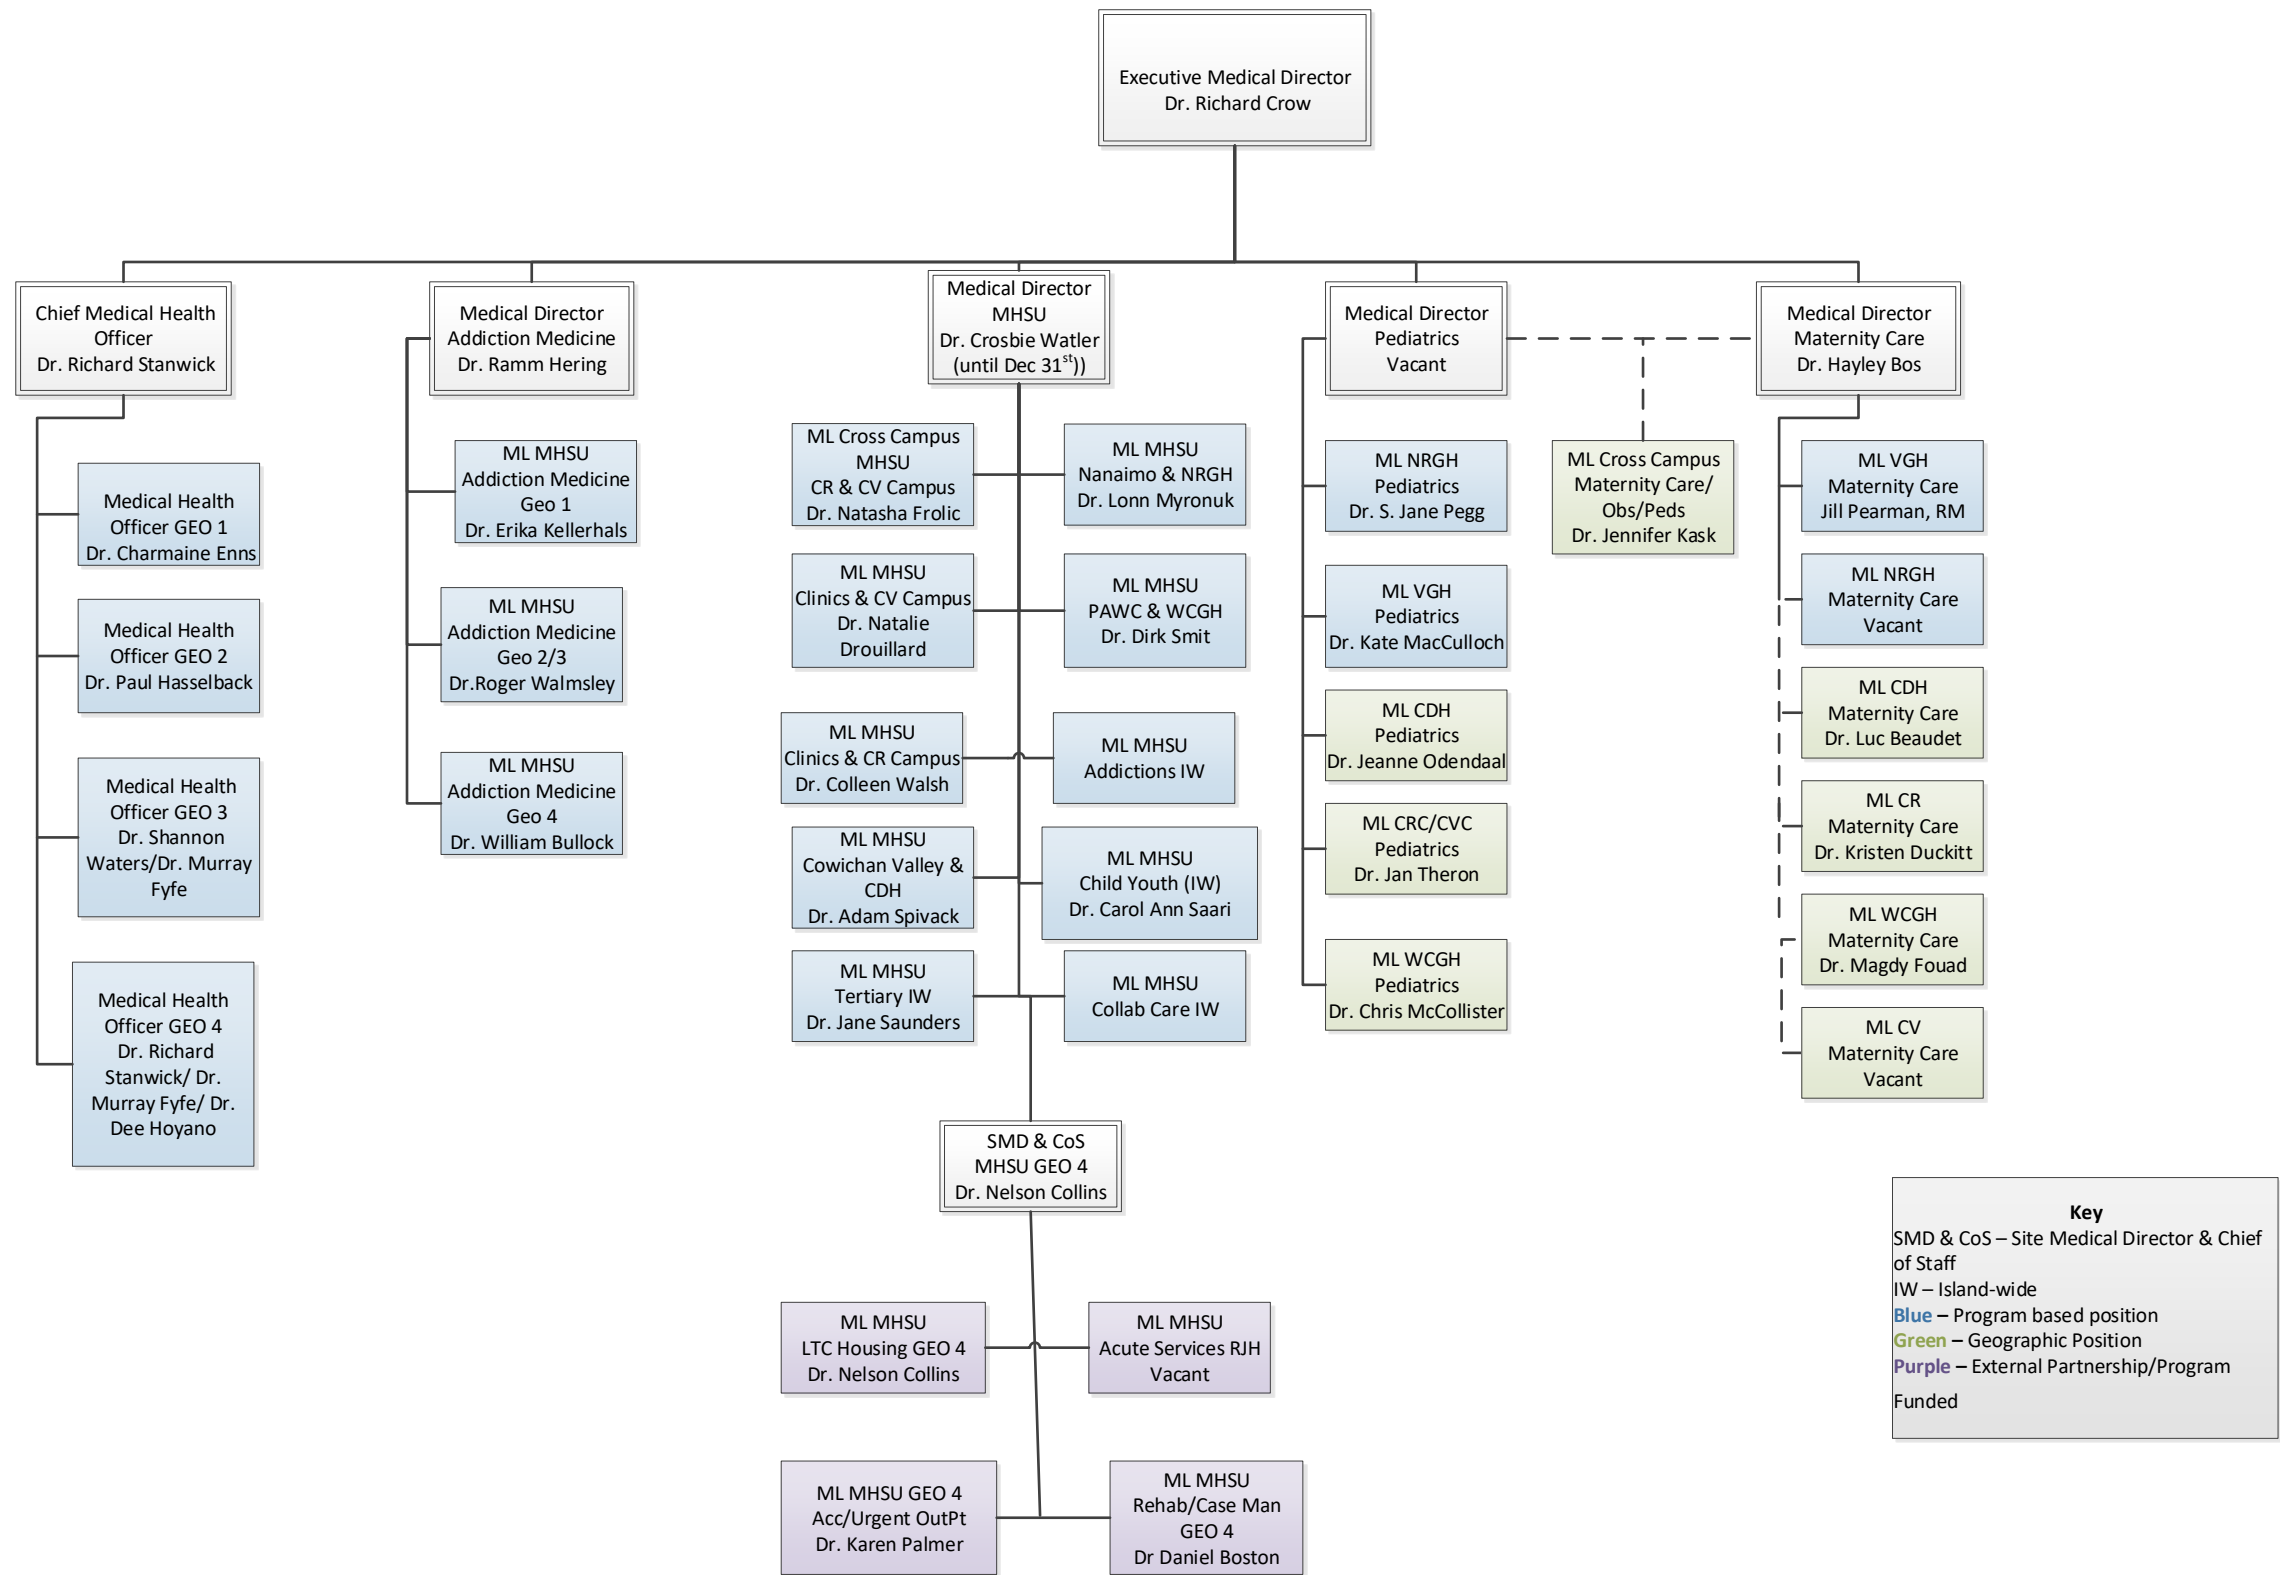 Executive Medical Director
Dr. Richard Crow
Chief Medical Health
Officer
Dr. Richard Stanwick
Medical Health
Officer GEO 1
Dr. Charmaine Enns
Medical Health
Officer GEO 2
Dr. Paul Hasselback
Medical Health
Officer GEO 3
Dr. Shannon
Waters/Dr. Murray
Fyfe
Medical Health
Officer GEO 4
Dr. Richard
Stanwick/ Dr.
Murray Fyfe/ Dr.
Dee Hoyano
Medical Director
Addiction Medicine
Dr. Ramm Hering
ML MHSU
Addiction Medicine
Geo 1
Dr. Erika Kellerhals
ML MHSU
Addiction Medicine
Geo 2/3
Dr.Roger Walmsley
ML MHSU
Addiction Medicine
Geo 4
Dr. William Bullock
Medical Director
MHSU
Dr. Crosbie Watler
(until Dec 31st))
ML Cross Campus
MHSU
CR & CV Campus
Dr. Natasha Frolic
ML MHSU
Nanaimo & NRGH
Dr. Lonn Myronuk
ML MHSU
Clinics & CV Campus
Dr. Natalie
Drouillard
ML MHSU
PAWC & WCGH
Dr. Dirk Smit
ML MHSU
Clinics & CR Campus
Dr. Colleen Walsh
ML MHSU
Addictions IW
ML MHSU
Cowichan Valley &
CDH
Dr. Adam Spivack
ML MHSU
Child Youth (IW)
Dr. Carol Ann Saari
ML MHSU
Tertiary IW
Dr. Jane Saunders
ML MHSU
Collab Care IW
SMD & CoS
MHSU GEO 4
Dr. Nelson Collins
ML MHSU
LTC Housing GEO 4
Dr. Nelson Collins
ML MHSU
Acute Services RJH
Vacant
ML MHSU GEO 4
Acc/Urgent OutPt
Dr. Karen Palmer
ML MHSU
Rehab/Case Man
GEO 4
Dr Daniel Boston
Medical Director
Pediatrics
Vacant
ML NRGH
Pediatrics
Dr. S. Jane Pegg
ML VGH
Pediatrics
Dr. Kate MacCulloch
ML CDH
Pediatrics
Dr. Jeanne Odendaal
ML CRC/CVC
Pediatrics
Dr. Jan Theron
ML WCGH
Pediatrics
Dr. Chris McCollister
ML Cross Campus
Maternity Care/
Obs/Peds
Dr. Jennifer Kask
Medical Director
Maternity Care
Dr. Hayley Bos
ML VGH
Maternity Care
Jill Pearman, RM
ML NRGH
Maternity Care
Vacant
ML CDH
Maternity Care
Dr. Luc Beaudet
ML CR
Maternity Care
Dr. Kristen Duckitt
ML WCGH
Maternity Care
Dr. Magdy Fouad
ML CV
Maternity Care
Vacant
Key
SMD & CoS – Site Medical Director & Chief
of Staff
IW – Island-wide
Blue – Program based position
Green – Geographic Position
Purple – External Partnership/Program
Funded